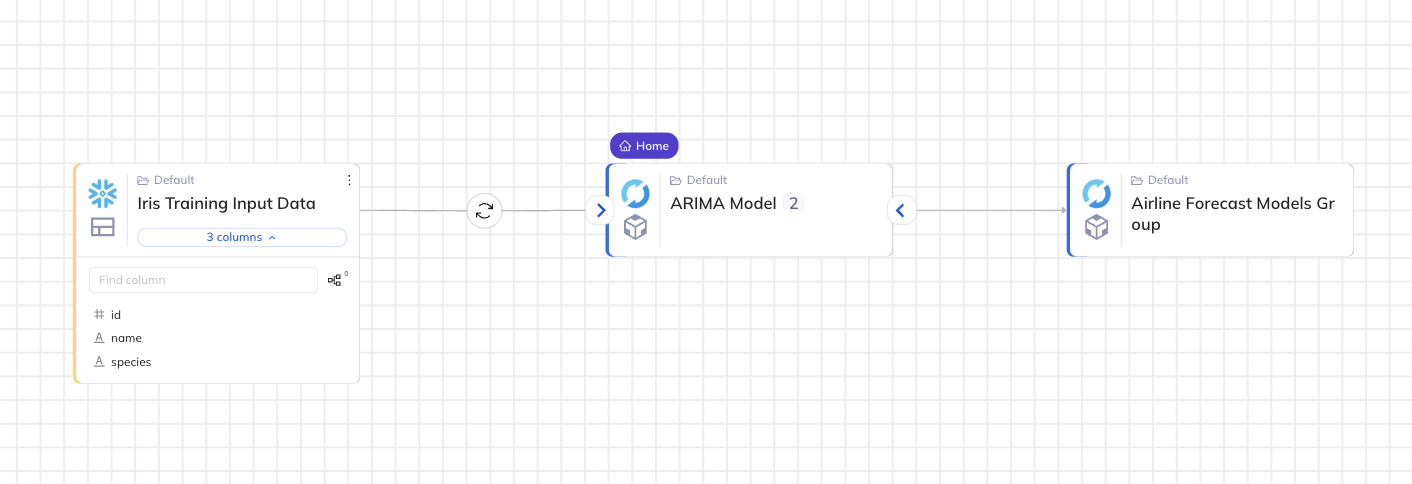 Home
Default
Iris Training Input Data
3 columns
Find column
0
id
name
species
Default
ARIMA Model 2
Default
Airline Forecast Models Gr
oup